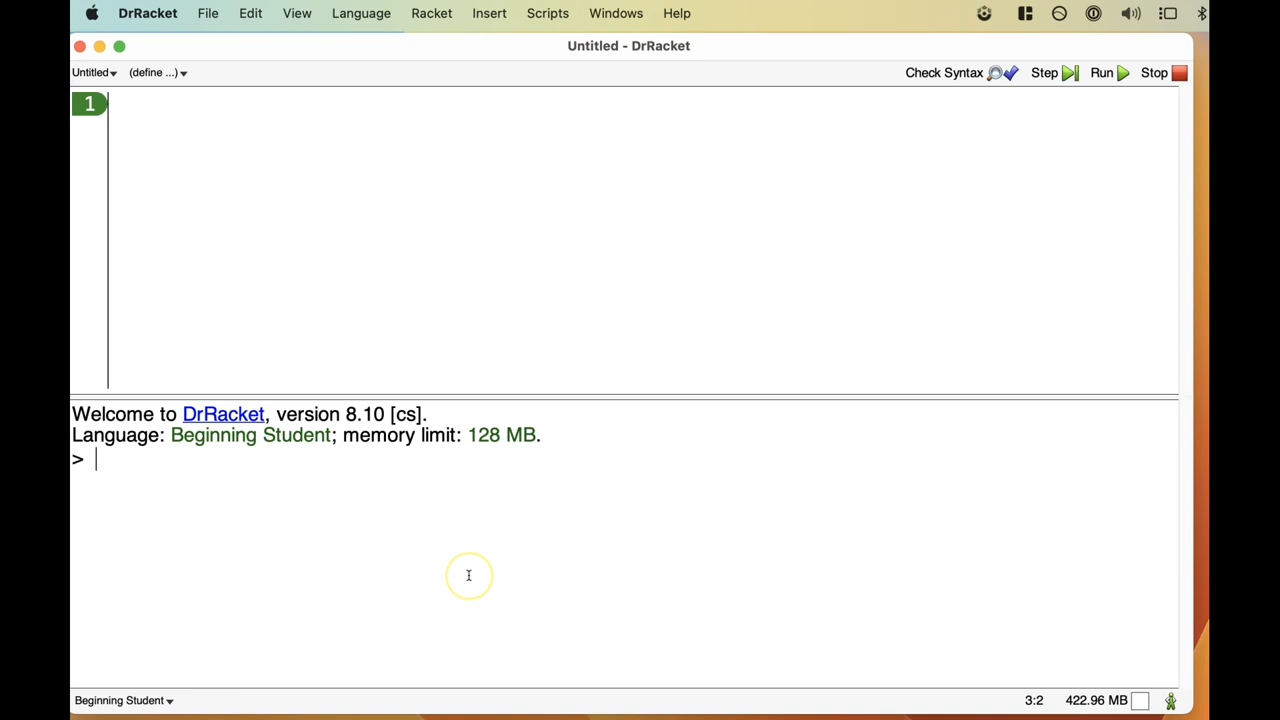 DrRacket File Edit View Language Racket Insert Scripts Windows Help
Untitled - DrRacket
Untitled (define ...) Check Syntax Step Run Stop
1
Welcome to DrRacket, version 8.10 [cs].
Language: Beginning Student; memory limit: 128 MB.
>
Beginning Student 3:2 422.96 MB